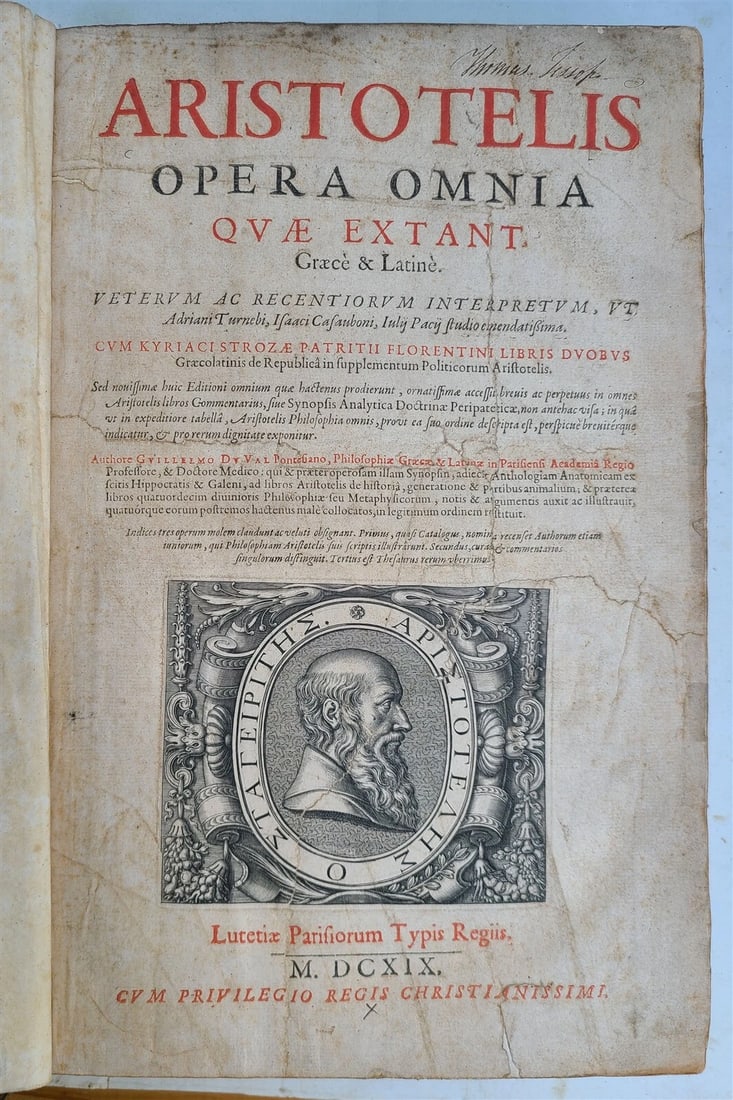 Thomas Jessop
ARISTOTELIS
OPERA OMNIA
QVÆ EXTANT.
Græcè & Latinè.
VETERVM AC RECENTIORVM INTERPRETVM, VT
Adriani Turnebi, Iſaaci Caſauboni, Iulij Pacij ſtudio emendatiſſima.
CVM KYRIACI STROZÆ PATRITII FLORENTINI LIBRIS DVOBVS
Græcolatinis de Republicâ in ſupplementum Politicorum Ariſtotelis.
Sed nouiſſimæ huic Editioni omnium quæ hactenus prodierunt, ornatiſſimæ acceſſit, breuis ac perpetuus in omnes
Ariſtotelis libros Commentarius, ſiue Synopſis Analytica Doctrinæ Peripateticæ, non antehac viſa; in quâ
vt in expeditiore tabellâ, Ariſtotelis Philoſophia omnis, prout ea ſuo ordine deſcripta eſt, perſpicuè breuitérque
indicatur, & pro rerum dignitate exponitur.
Authore GVILLELMO DV VAL Ponteſiano, Philoſophiæ Græcæ & Latinæ in Pariſienſi Academiâ Regio
Profeſſore, & Doctore Medico: qui & præter operoſam illam Synopſin, adiecit Anthologiam Anatomicam ex
ſcitis Hippocratis & Galeni, ad libros Ariſtotelis de hiſtoria, generatione & partibus animalium; & præterea
libros quatuordecim diuinioris Philoſophiæ ſeu Metaphyſicorum, notis & argumentis auxit ac illuſtrauit,
quatuorque eorum poſtremos hactenus malè collocatos, in legitimum ordinem reſtituit.
Indices tres operum molem claudunt ac veluti obſignant. Primus, quaſi Catalogus, nomina recenſet Authorum etiam
iuniorum, qui Philoſophiam Ariſtotelis ſuis ſcriptis illuſtrârunt. Secundus, curas & commentarios
ſingulorum diſtinguit. Tertius eſt Theſaurus rerum vberrimus.
ΑΡΙΣΤΟΤΕΛΗΣ Ο ΣΤΑΓΕΙΡΙΤΗΣ.
Lutetiæ Pariſiorum Typis Regiis.
M. DCXIX.
CVM PRIVILEGIO REGIS CHRISTIANISSIMI.
x